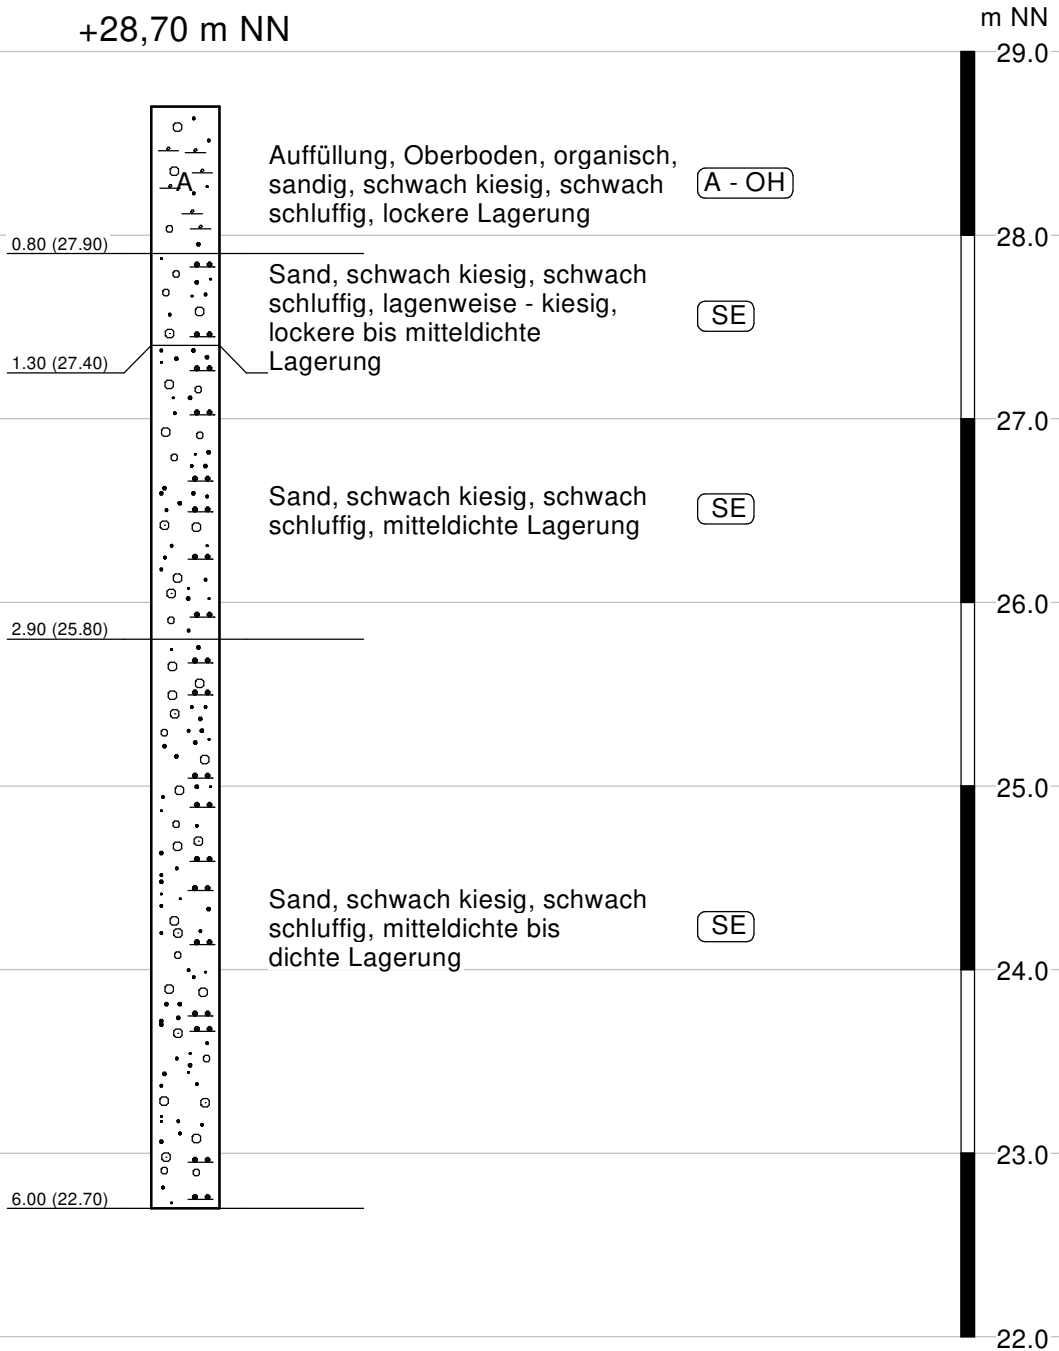 +28,70 m NN
m NN
29.0
Auffüllung, Oberboden, organisch,
sandig, schwach kiesig, schwach
schluffig, lockere Lagerung
A - OH
A
28.0
0.80 (27.90)
Sand, schwach kiesig, schwach
schluffig, lagenweise - kiesig,
lockere bis mitteldichte
Lagerung
SE
1.30 (27.40)
27.0
Sand, schwach kiesig, schwach
schluffig, mitteldichte Lagerung
SE
26.0
2.90 (25.80)
25.0
Sand, schwach kiesig, schwach
schluffig, mitteldichte bis
dichte Lagerung
SE
24.0
23.0
6.00 (22.70)
22.0